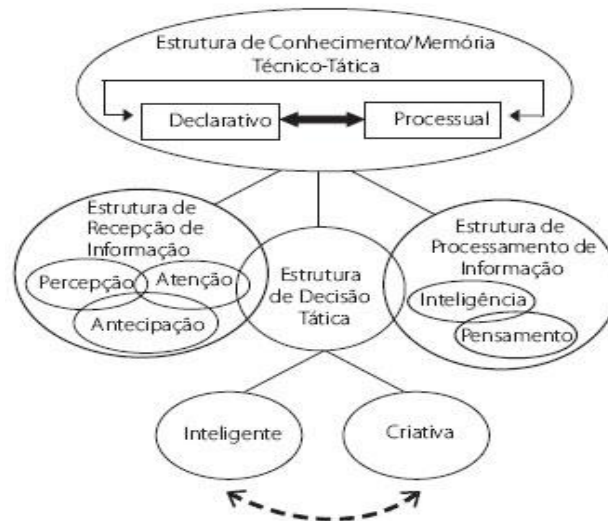 Estrutura de Conhecimento/Memória
Técnico-Tática
Declarativo
Processual
Estrutura de
Recepção de
Informação
Percepção
Atenção
Antecipação
Estrutura
de Decisão
Tática
Estrutura de
Processamento de
Informação
Inteligência
Pensamento
Inteligente
Criativa